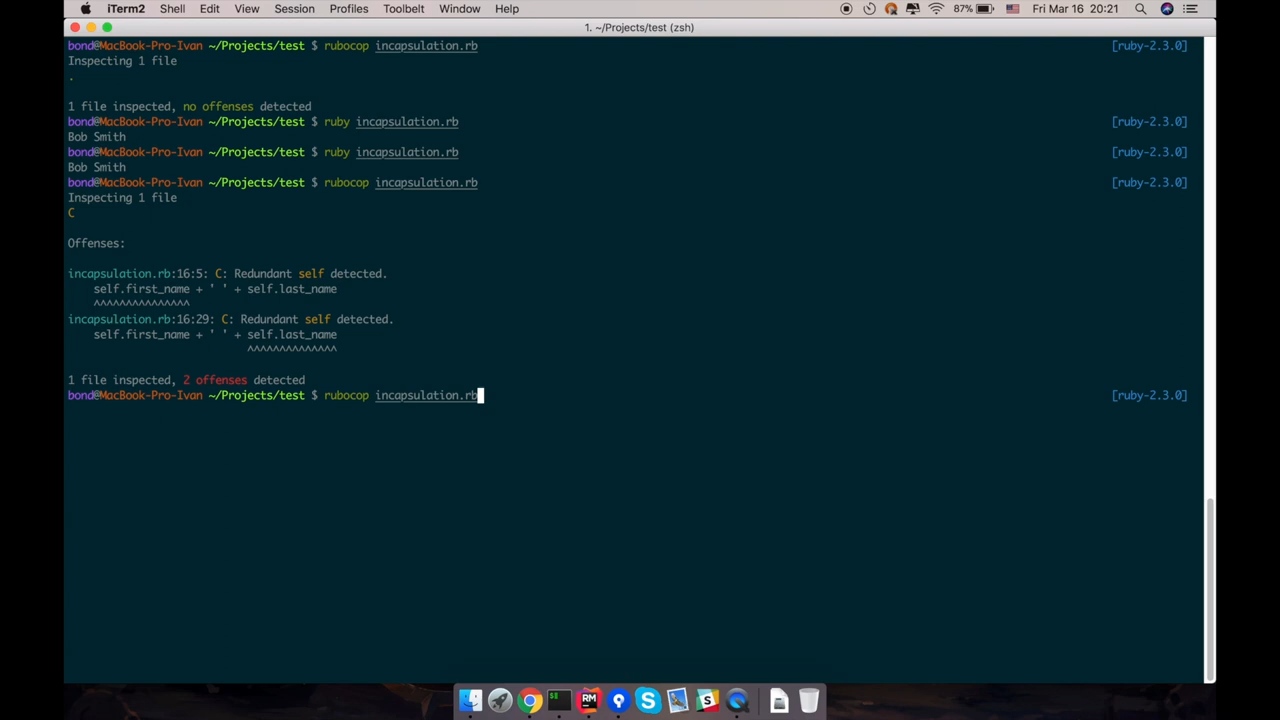 iTerm2 Shell Edit View Session Profiles Toolbelt Window Help 87% Fri Mar 16 20:21
1. ~/Projects/test (zsh)
bond@MacBook-Pro-Ivan ~/Projects/test $ rubocop incapsulation.rb [ruby-2.3.0]
Inspecting 1 file
.
1 file inspected, no offenses detected
bond@MacBook-Pro-Ivan ~/Projects/test $ ruby incapsulation.rb [ruby-2.3.0]
Bob Smith
bond@MacBook-Pro-Ivan ~/Projects/test $ ruby incapsulation.rb [ruby-2.3.0]
Bob Smith
bond@MacBook-Pro-Ivan ~/Projects/test $ rubocop incapsulation.rb [ruby-2.3.0]
Inspecting 1 file
C
Offenses:
incapsulation.rb:16:5: C: Redundant self detected.
self.first_name + ' ' + self.last_name
^^^^^^^^^^^^^^^
incapsulation.rb:16:29: C: Redundant self detected.
self.first_name + ' ' + self.last_name
^^^^^^^^^^^^^^
1 file inspected, 2 offenses detected
bond@MacBook-Pro-Ivan ~/Projects/test $ rubocop incapsulation.rb [ruby-2.3.0]
$ RM S S